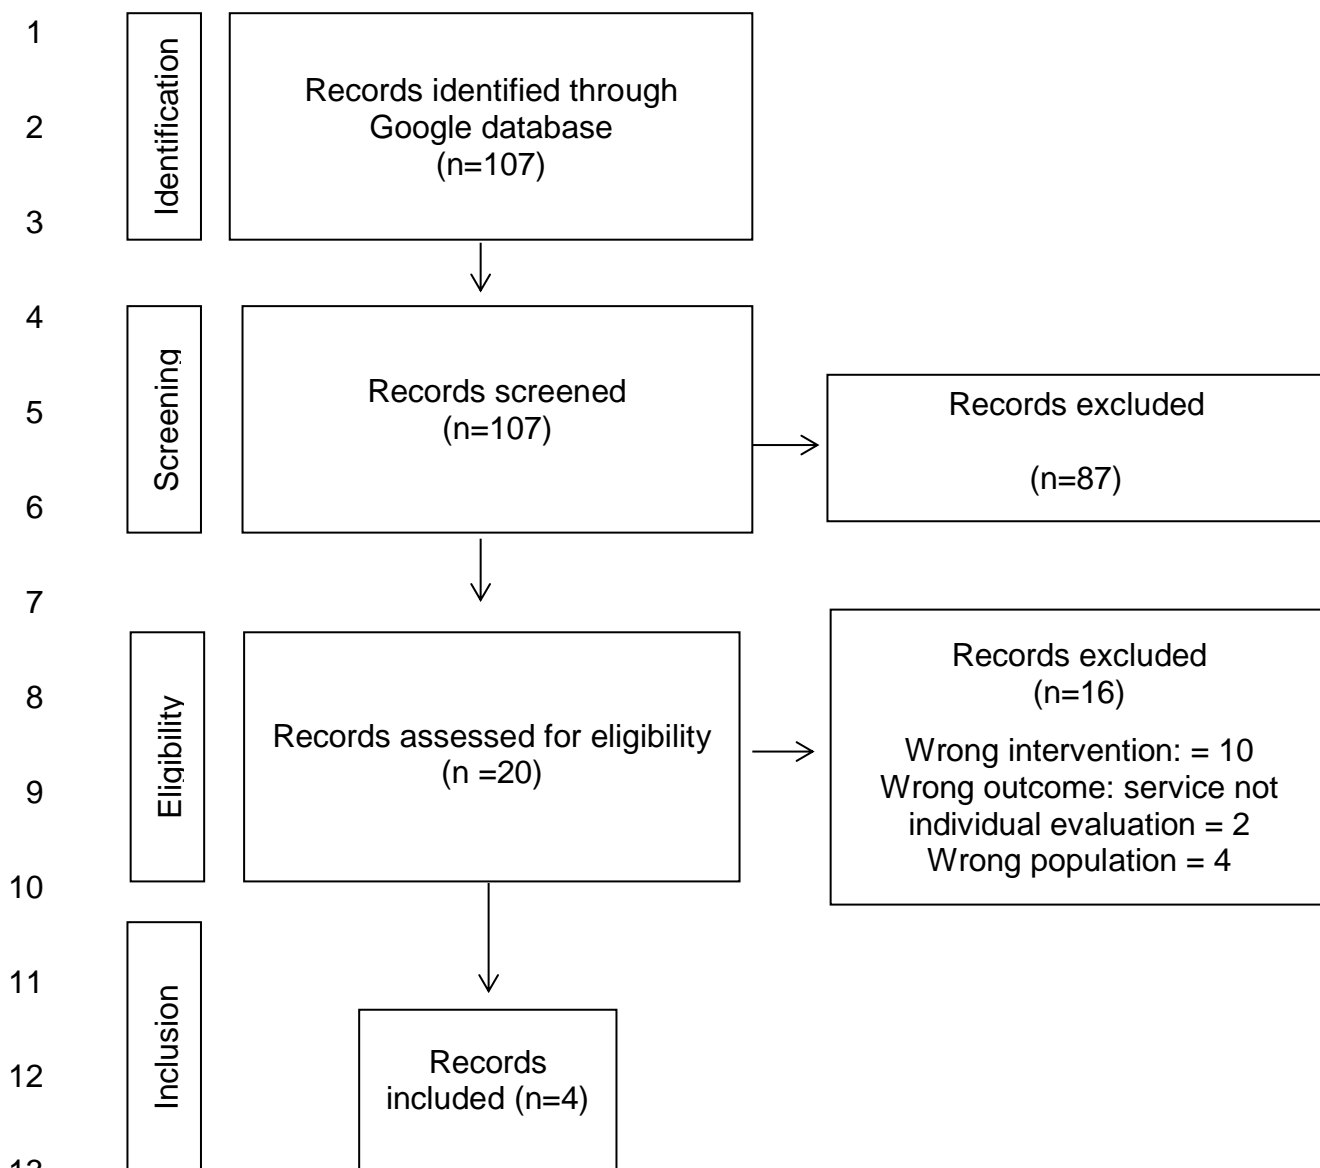 1
Identification
Records identified through
2
Google database
(n=107)
3
4
Screening
Records screened
(n=107)
5
Records excluded
(n=87)
6
7
Eligibility
Records assessed for eligibility
(n =20)
8
Records excluded
(n=16)
Wrong intervention: = 10
Wrong outcome: service not
individual evaluation = 2
Wrong population = 4
9
10
11
Inclusion
Records
included (n=4)
12